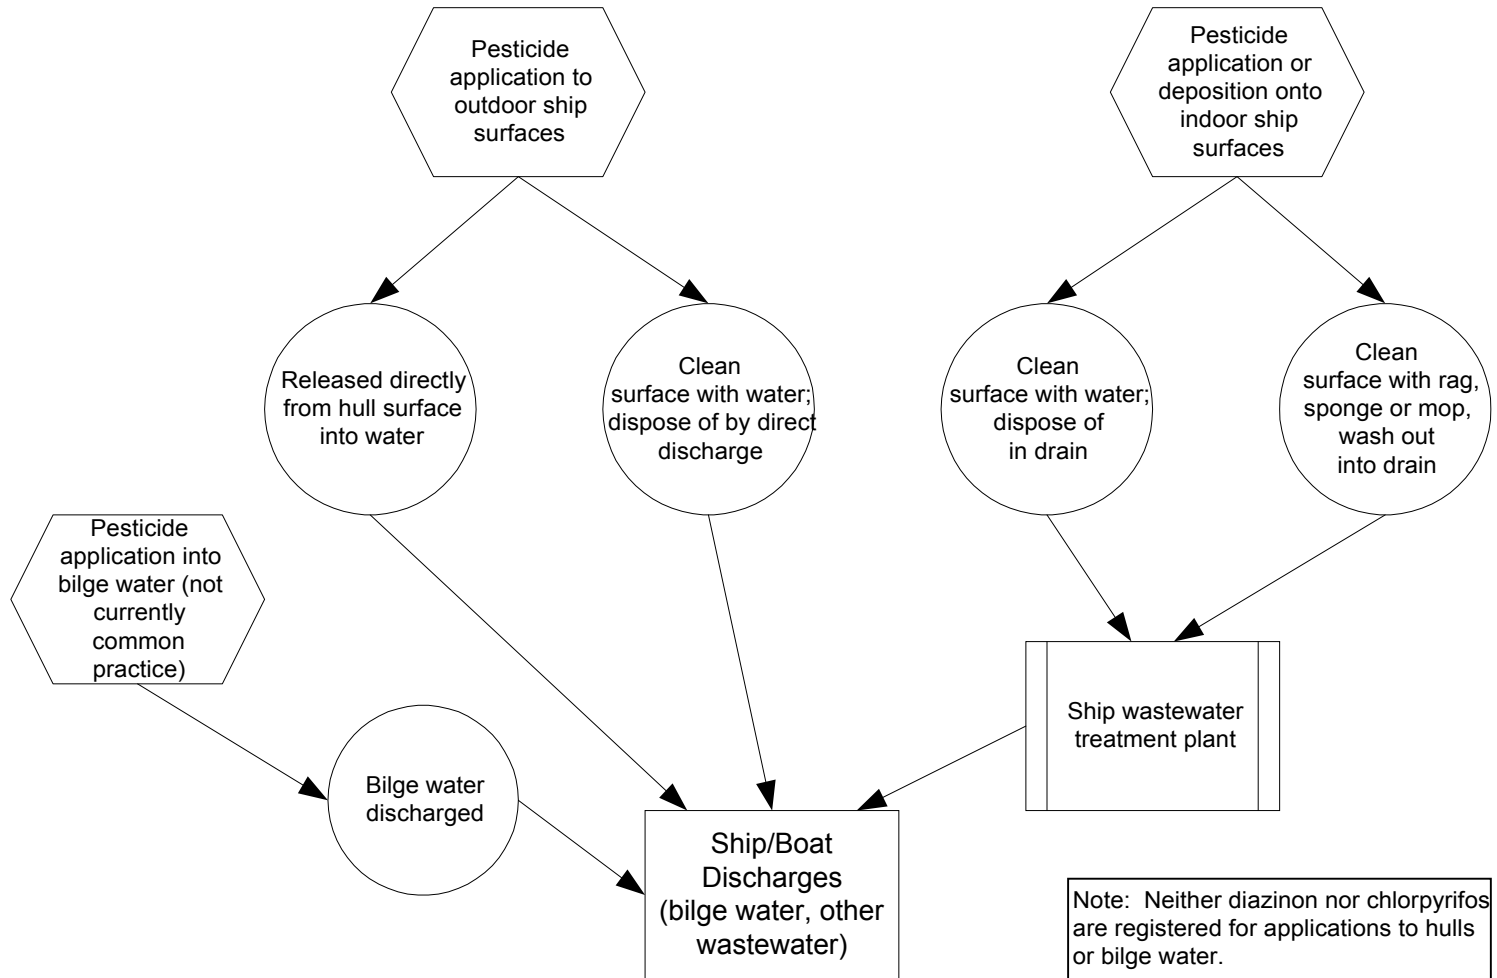 Pesticide
application to
outdoor ship
surfaces
Pesticide
application or
deposition onto
indoor ship
surfaces
Released directly
from hull surface
into water
Clean
surface with water;
dispose of by direct
discharge
Clean
surface with water;
dispose of
in drain
Clean
surface with rag,
sponge or mop,
wash out
into drain
Pesticide
application into
bilge water (not
currently
common
practice)
Ship wastewater
treatment plant
Bilge water
discharged
Ship/Boat
Discharges
(bilge water, other
wastewater)
Note:  Neither diazinon nor chlorpyrifos
are registered for applications to hulls
or bilge water.